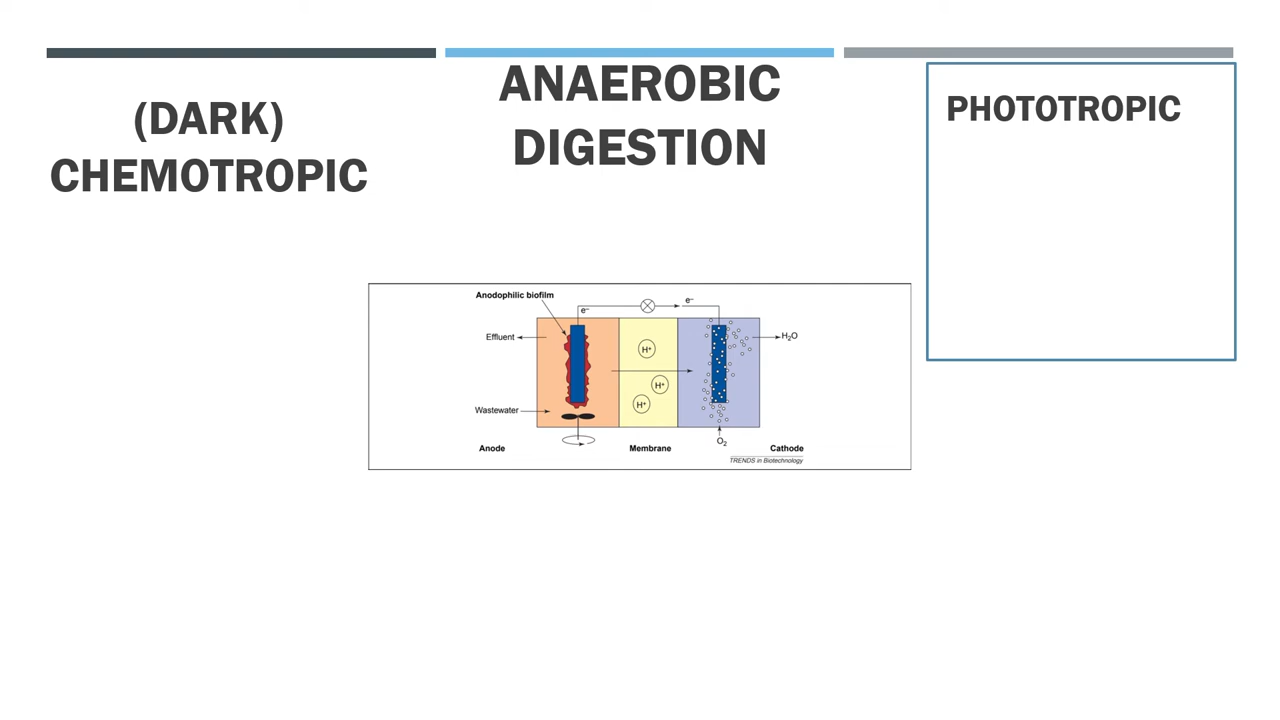 (DARK)
CHEMOTROPIC
ANAEROBIC
DIGESTION
PHOTOTROPIC
Anodophilic biofilm
e⁻
e⁻
Effluent
H₂O
H⁺
H⁺
H⁺
Wastewater
O₂
Anode
Membrane
Cathode
TRENDS in Biotechnology